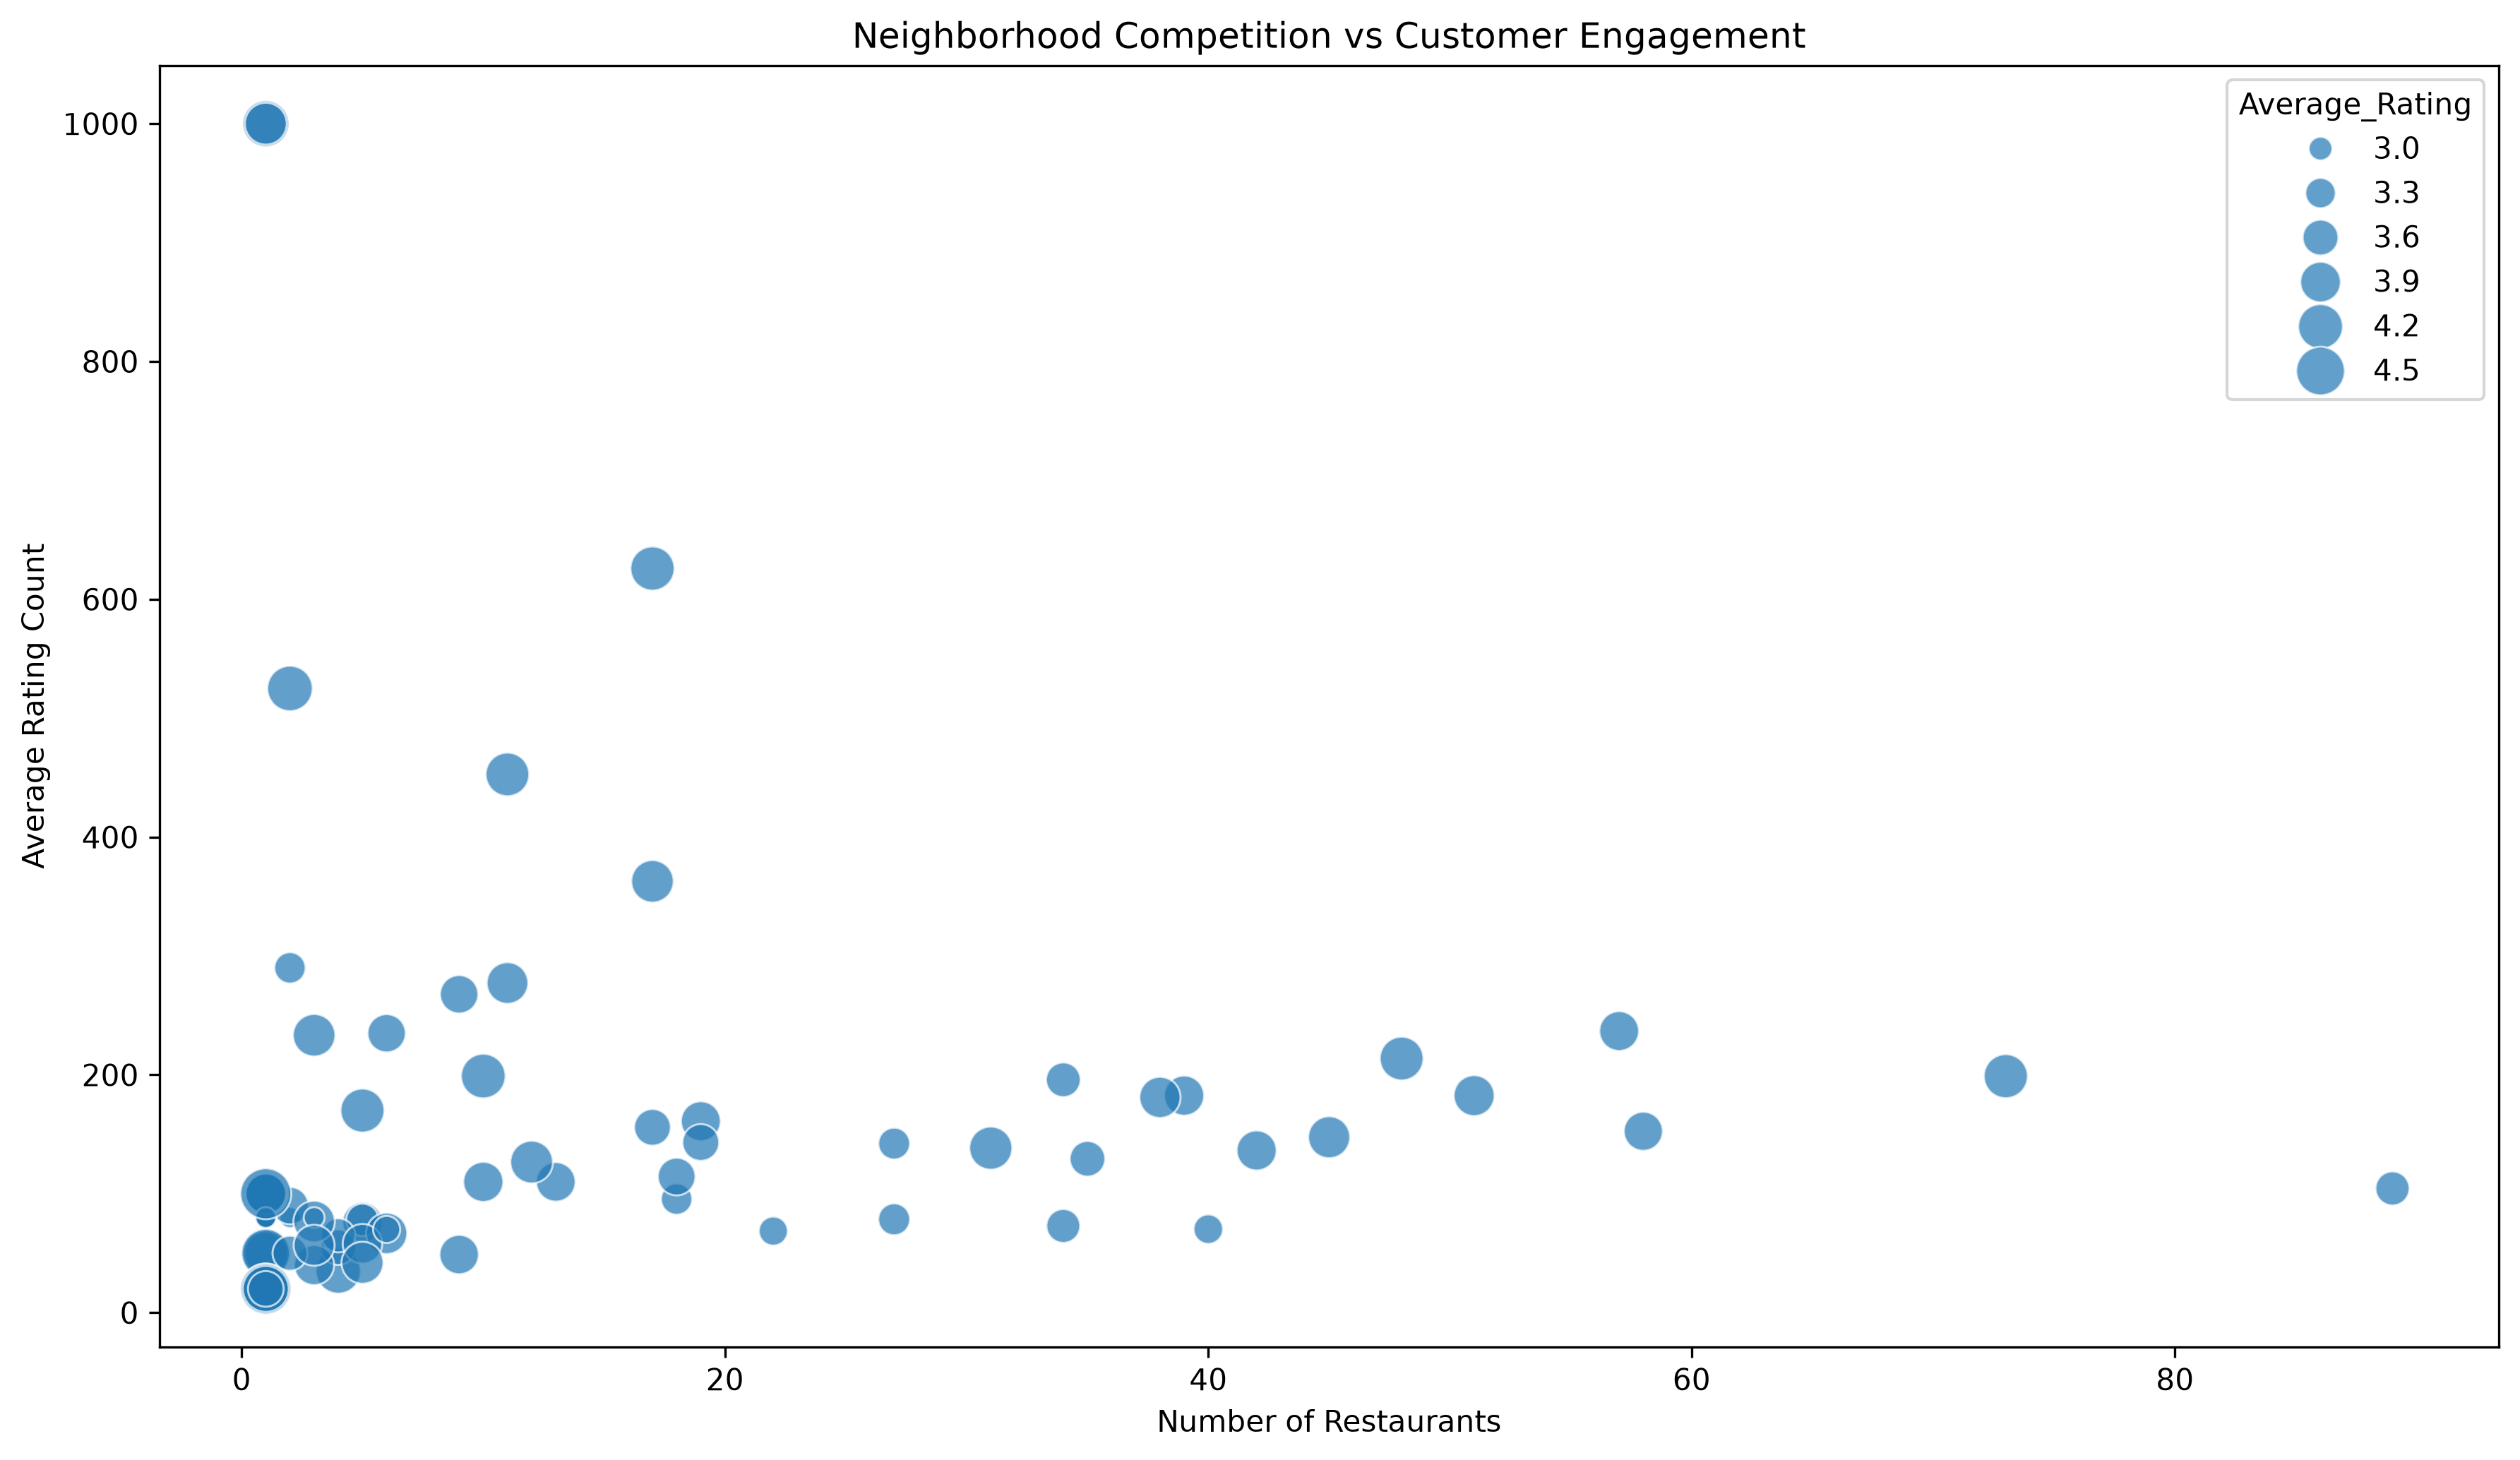 Neighborhood Competition vs Customer Engagement
Average_Rating
3.0
3.3
3.6
3.9
4.2
4.5
1000
800
600
400
200
0
Average Rating Count
0 20 40 60 80
Number of Restaurants